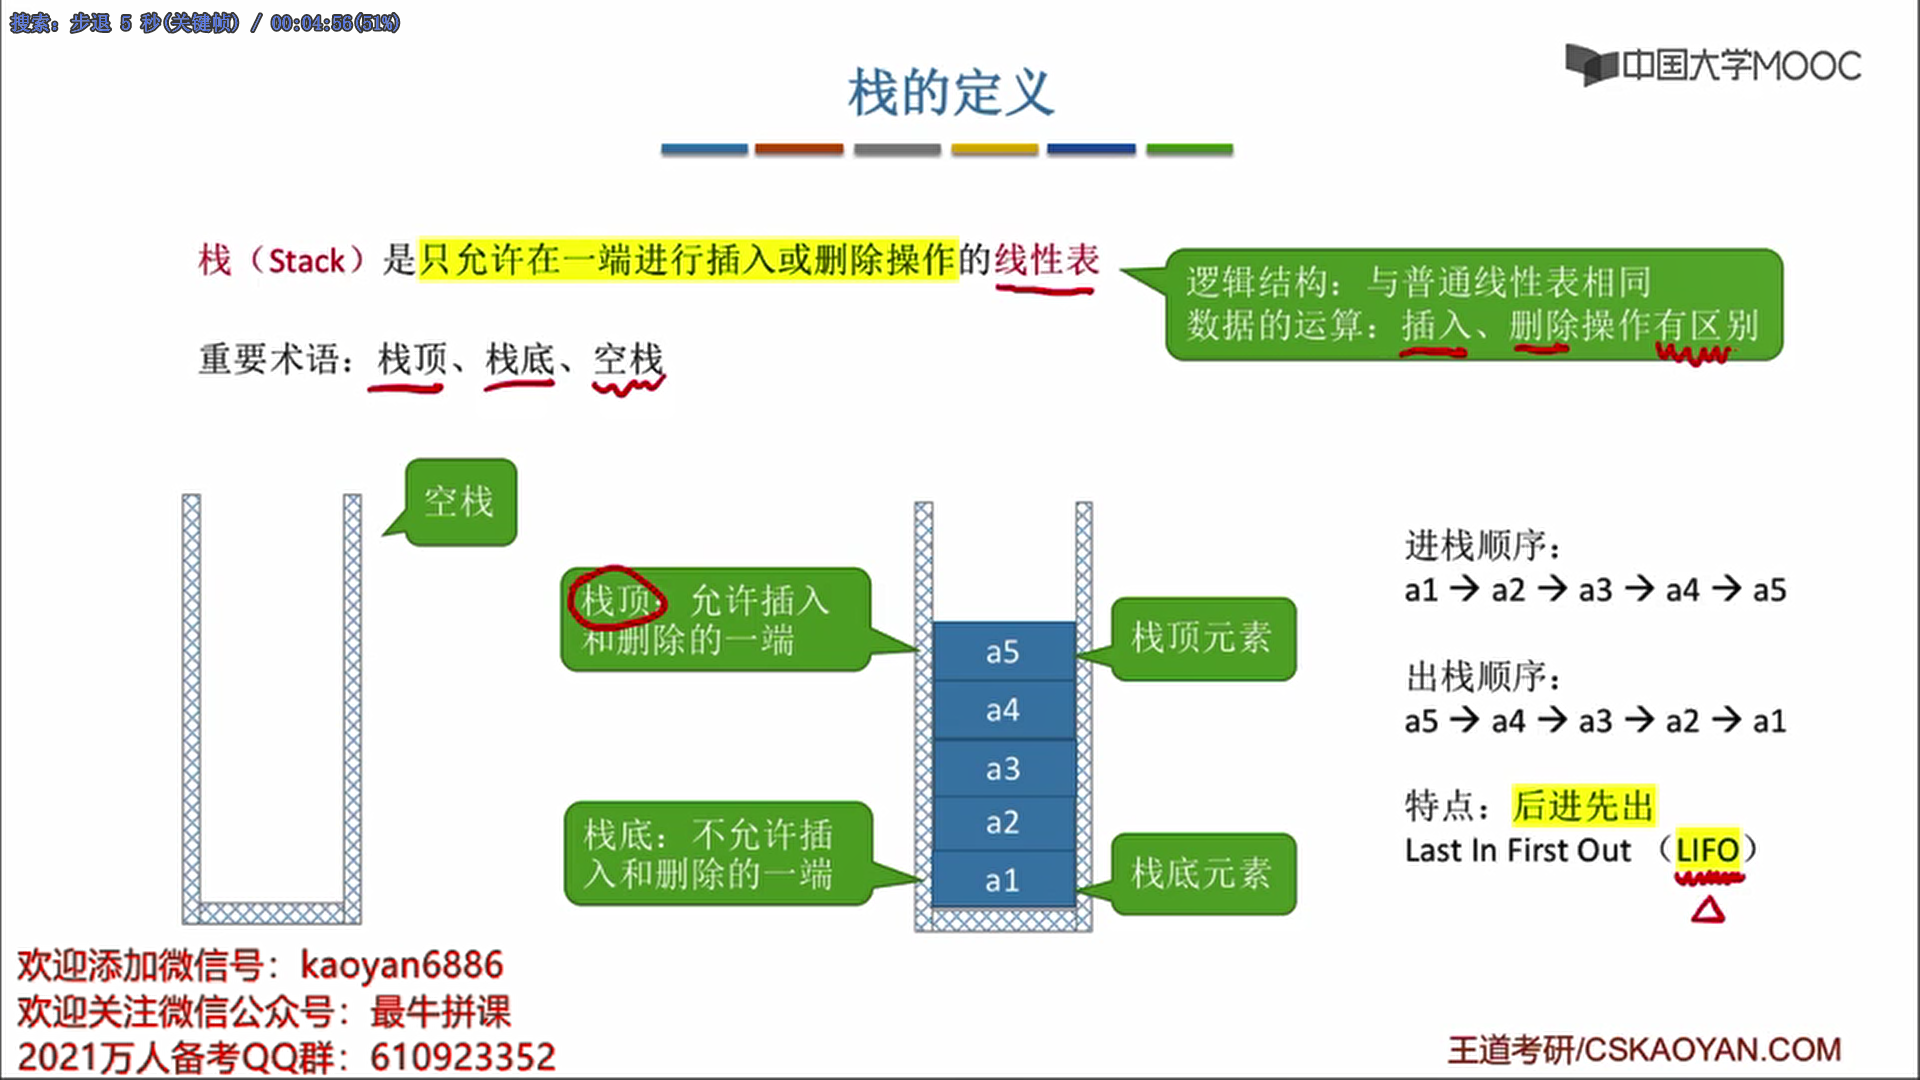 搜索: 步退 5 秒(关键帧) / 00:04:56(51%)
中国大学MOOC
栈的定义
栈（Stack）是只允许在一端进行插入或删除操作的线性表
逻辑结构：与普通线性表相同
数据的运算：插入、删除操作有区别
重要术语：栈顶、栈底、空栈
空栈
栈顶：允许插入
和删除的一端
栈底：不允许插
入和删除的一端
a5
a4
a3
a2
a1
栈顶元素
栈底元素
进栈顺序：
a1 → a2 → a3 → a4 → a5
出栈顺序：
a5 → a4 → a3 → a2 → a1
特点：后进先出
Last In First Out （LIFO）
欢迎添加微信号：kaoyan6886
欢迎关注微信公众号：最牛拼课
2021万人备考QQ群：610923352
王道考研/CSKAOYAN.COM